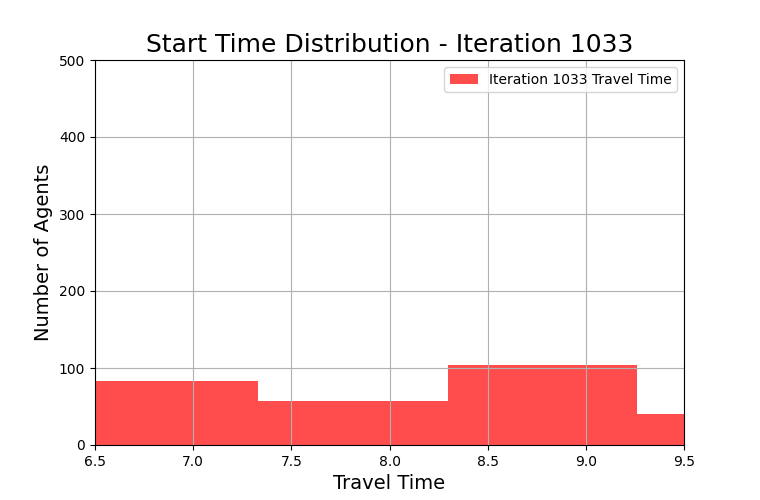 Start Time Distribution - Iteration 1033
500
Iteration 1033 Travel Time
400
300
200
100
0
Number of Agents
6.5 7.0 7.5 8.0 8.5 9.0 9.5
Travel Time